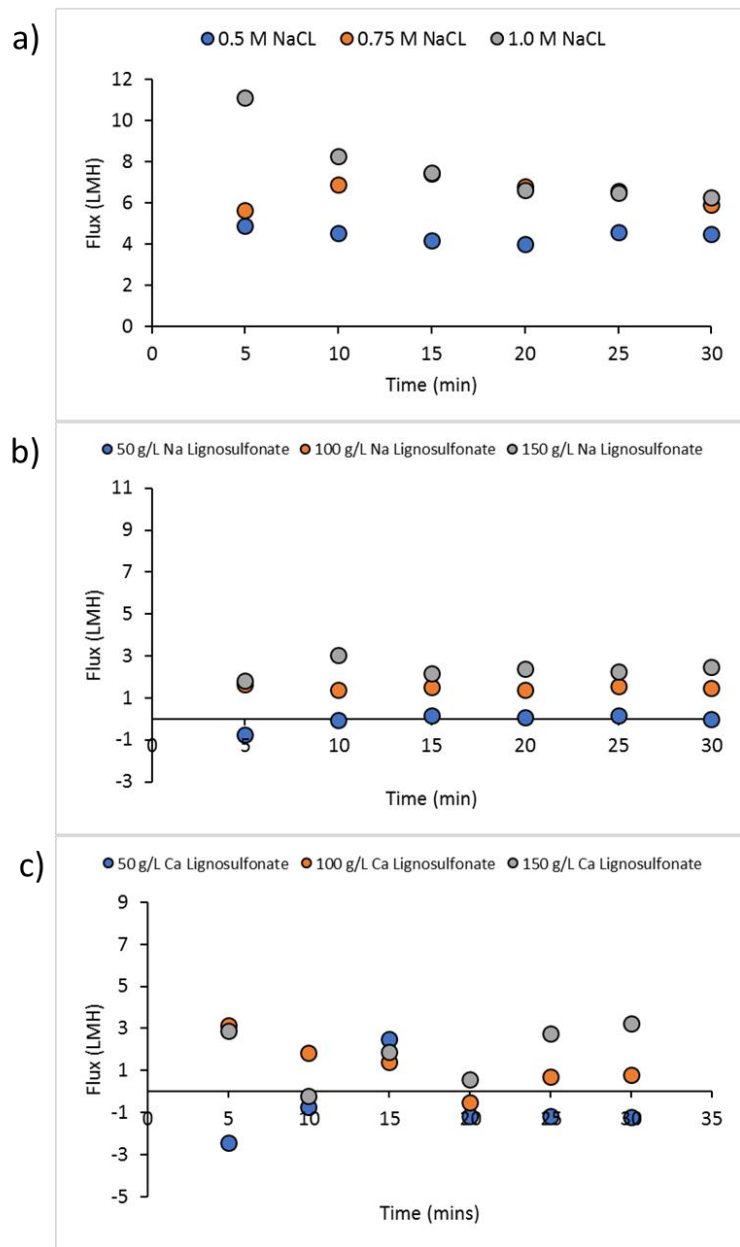 a)
0.5 M NaCL 0.75 M NaCL 1.0 M NaCL
12
10
8
6
4
2
0
Flux (LMH)
0 5 10 15 20 25 30
Time (min)
b)
50 g/L Na Lignosulfonate 100 g/L Na Lignosulfonate 150 g/L Na Lignosulfonate
11
9
7
5
3
1
-1
-3
Flux (LMH)
0 5 10 15 20 25 30
Time (min)
c)
50 g/L Ca Lignosulfonate 100 g/L Ca Lignosulfonate 150 g/L Ca Lignosulfonate
9
7
5
3
1
-1
-3
-5
Flux (LMH)
0 5 10 15 20 25 30 35
Time (mins)